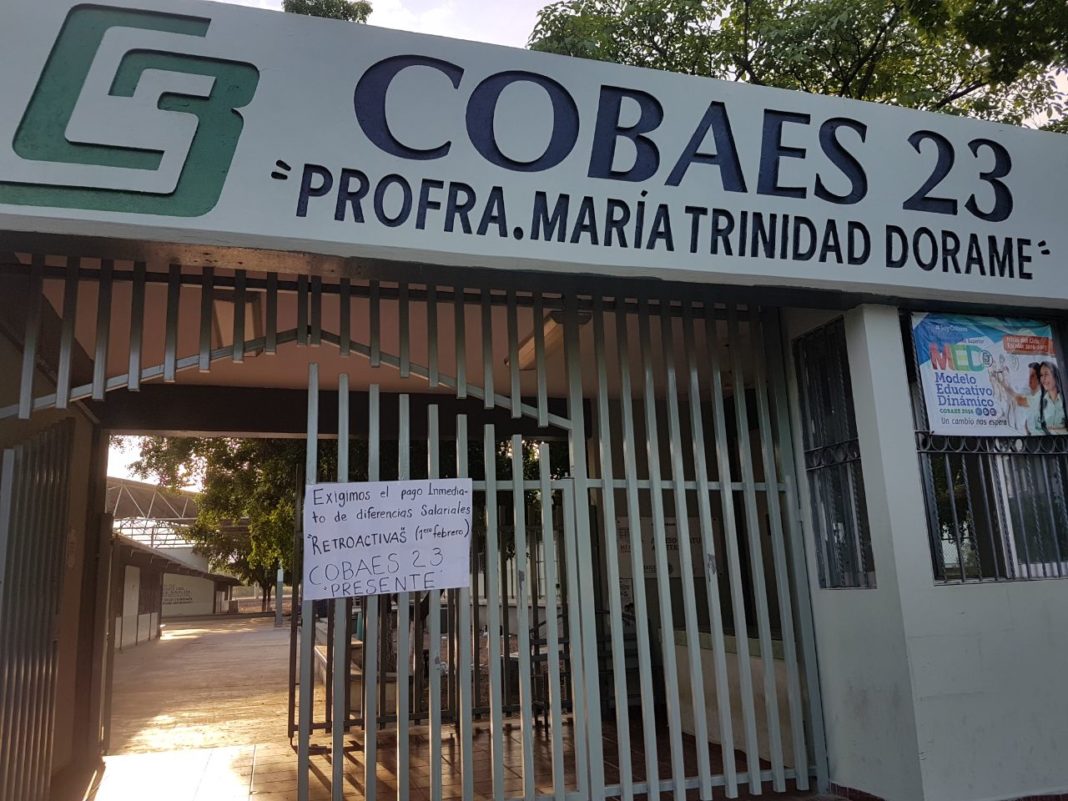 COBAES 23
"PROFRA. MARÍA TRINIDAD DORAME"
Exigimos el pago Inmedia-
to de diferencias Salariales
"RETROACTIVAS" (1ero febrero)
COBAES 23
"PRESENTE"
MED
Modelo
Educativo
Dinámico
COBAES
Un cambio nos espera